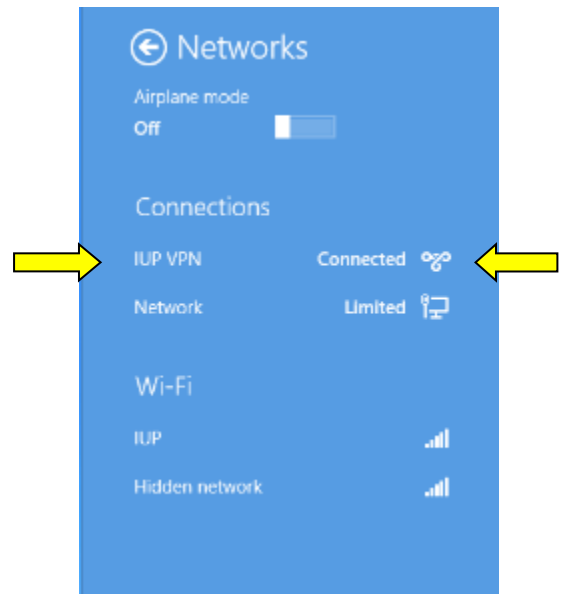 Networks
Airplane mode
Off
Connections
IUP VPN Connected
Network Limited
Wi-Fi
IUP
Hidden network